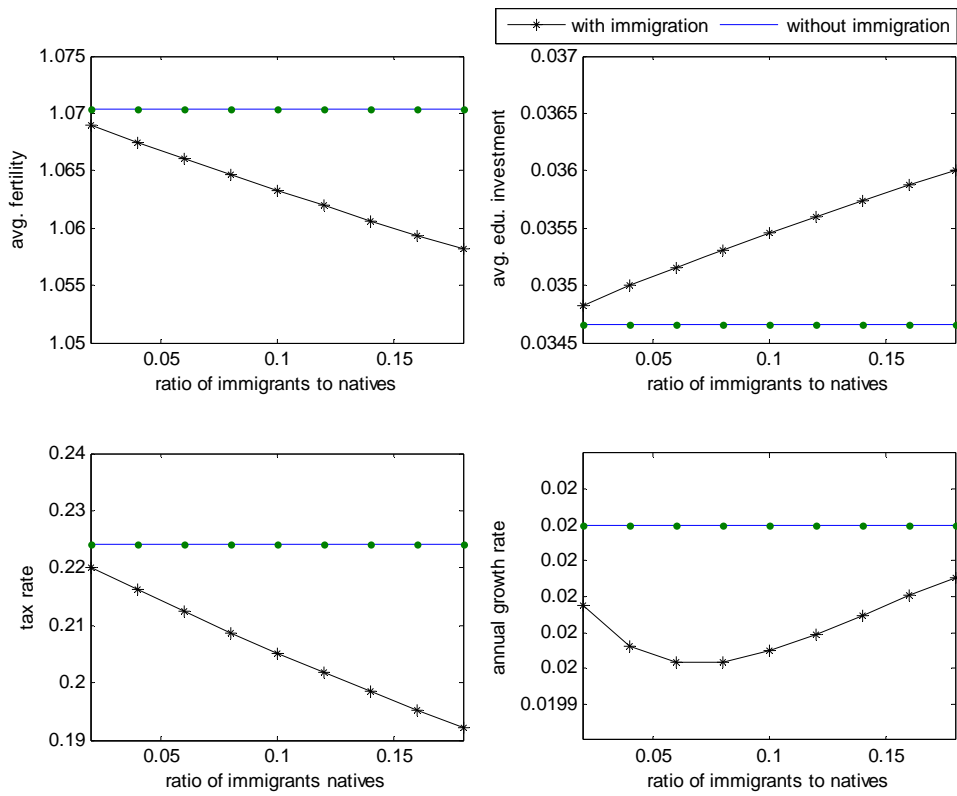 with immigration without immigration
1.075
1.07
1.065
1.06
1.055
1.05
avg. fertility
0.05 0.1 0.15
ratio of immigrants to natives
0.037
0.0365
0.036
0.0355
0.035
0.0345
avg. edu. investment
0.05 0.1 0.15
ratio of immigrants to natives
0.24
0.23
0.22
0.21
0.2
0.19
tax rate
0.05 0.1 0.15
ratio of immigrants natives
0.02
0.02
0.02
0.02
0.02
0.02
0.0199
annual growth rate
0.05 0.1 0.15
ratio of immigrants to natives